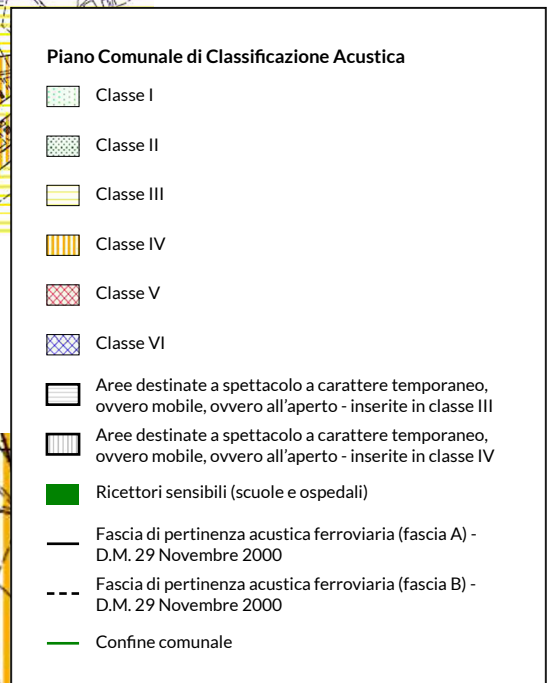 Piano Comunale di Classificazione Acustica
Classe I
Classe II
Classe III
Classe IV
Classe V
Classe VI
Aree destinate a spettacolo a carattere temporaneo,
ovvero mobile, ovvero all'aperto - inserite in classe III
Aree destinate a spettacolo a carattere temporaneo,
ovvero mobile, ovvero all'aperto - inserite in classe IV
Ricettori sensibili (scuole e ospedali)
Fascia di pertinenza acustica ferroviaria (fascia A) -
D.M. 29 Novembre 2000
Fascia di pertinenza acustica ferroviaria (fascia B) -
D.M. 29 Novembre 2000
Confine comunale